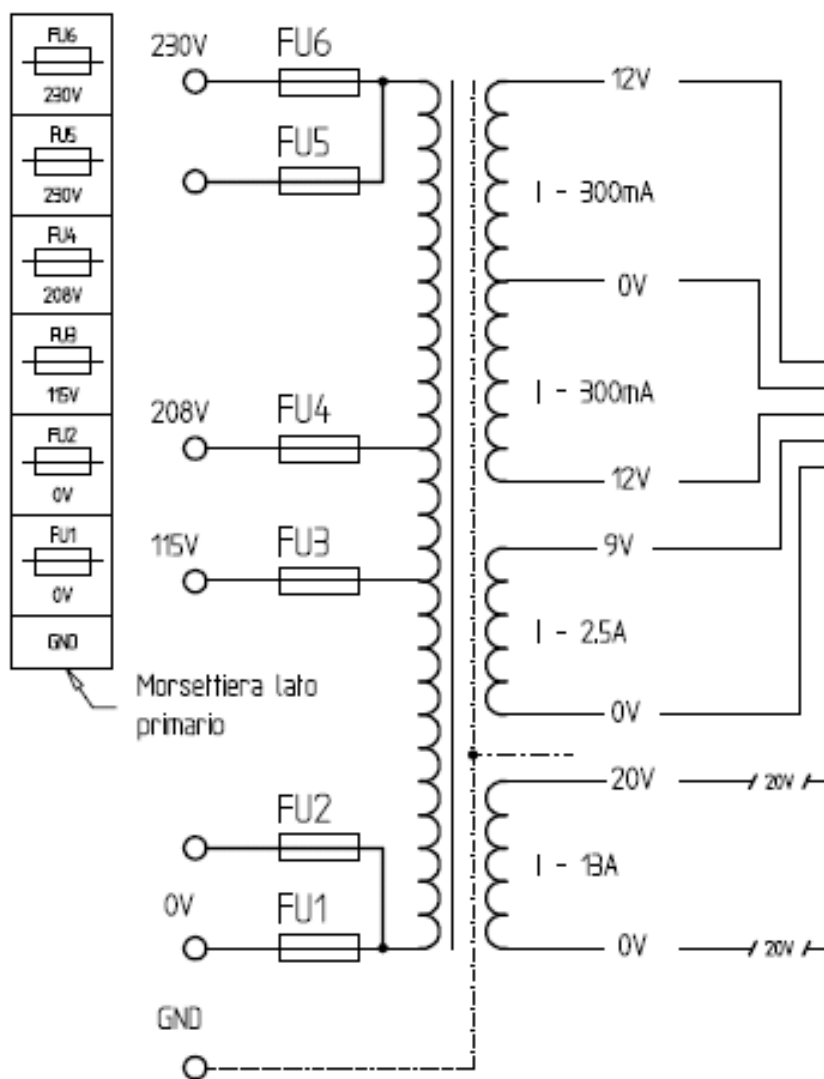 FU6
230V
FU5
230V
FU4
208V
FU3
115V
FU2
0V
FU1
0V
GND
Morsettiera lato
primario
230V
FU6
FU5
208V
FU4
115V
FU3
FU2
0V
FU1
GND
12V
I - 300mA
0V
I - 300mA
12V
9V
I - 2.5A
0V
20V
20V
I - 13A
0V
20V